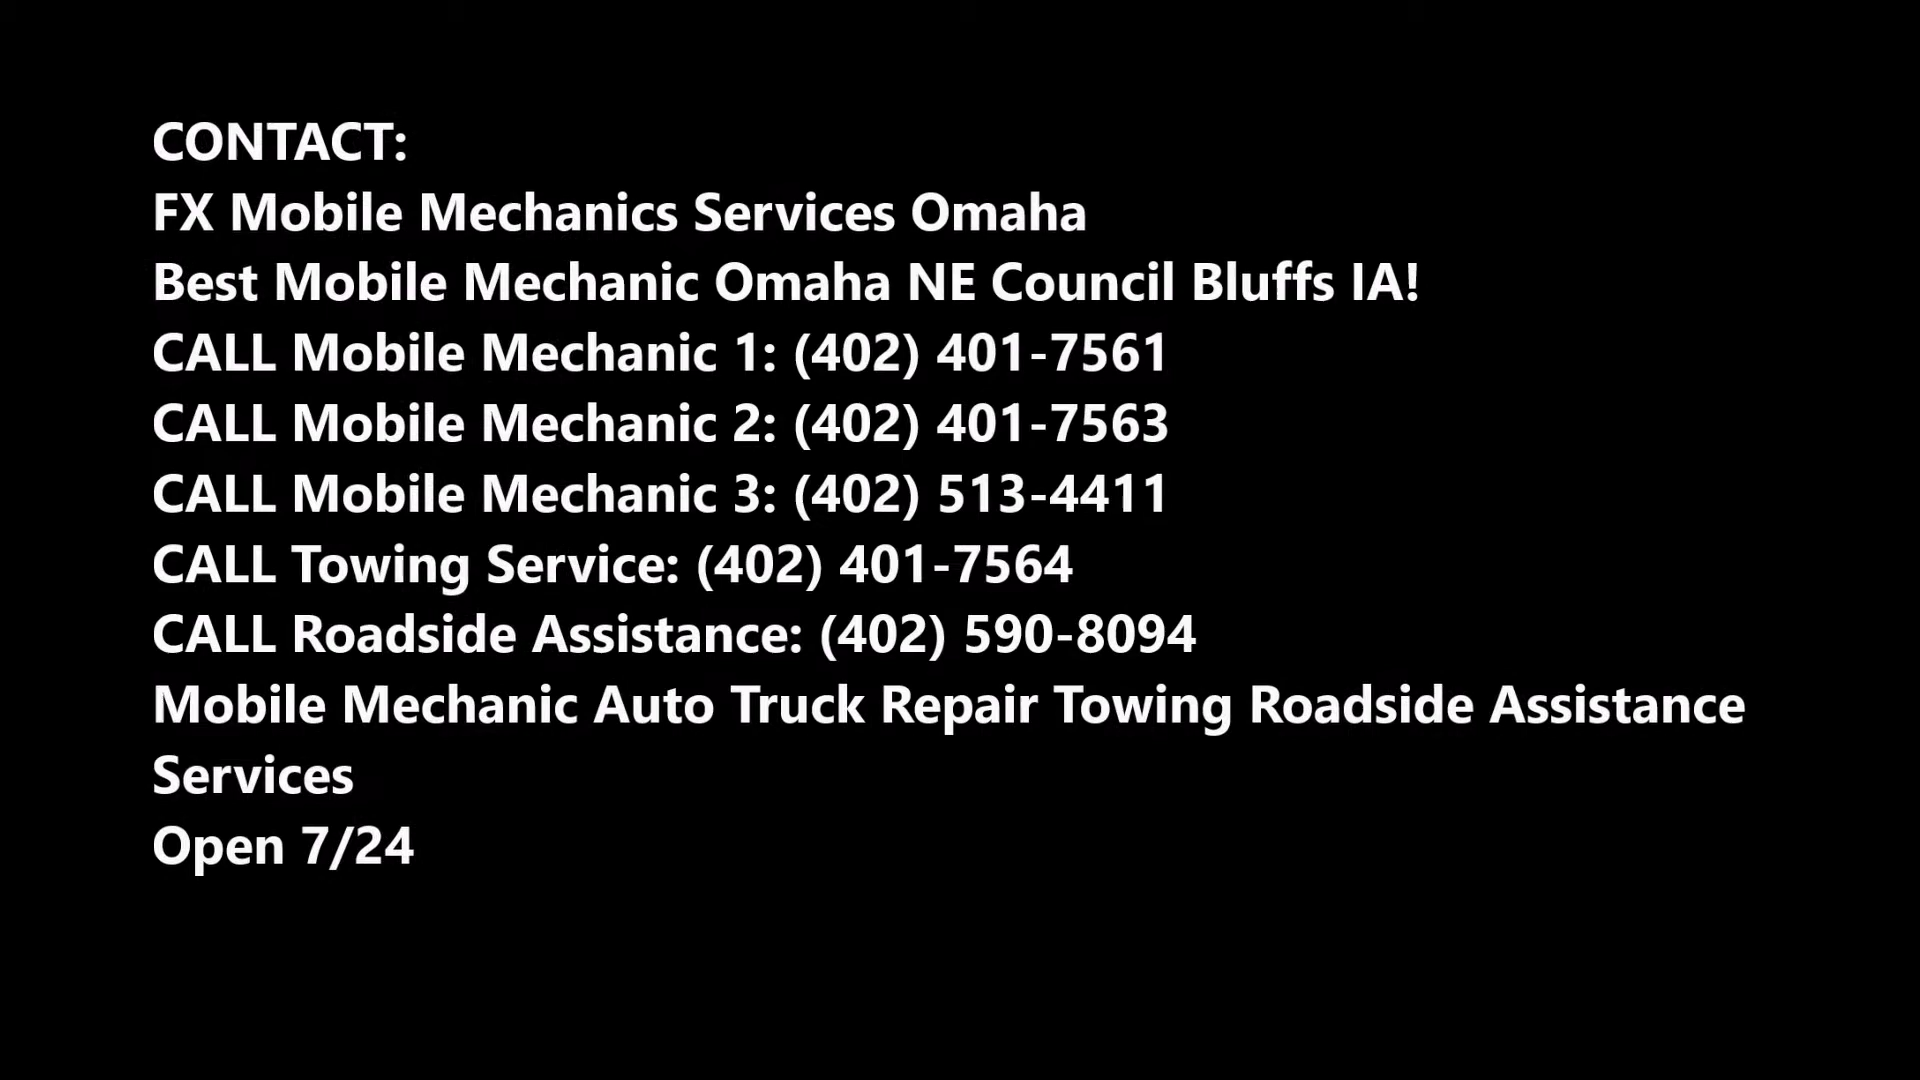 CONTACT:
FX Mobile Mechanics Services Omaha
Best Mobile Mechanic Omaha NE Council Bluffs IA!
CALL Mobile Mechanic 1: (402) 401-7561
CALL Mobile Mechanic 2: (402) 401-7563
CALL Mobile Mechanic 3: (402) 513-4411
CALL Towing Service: (402) 401-7564
CALL Roadside Assistance: (402) 590-8094
Mobile Mechanic Auto Truck Repair Towing Roadside Assistance
Services
Open 7/24